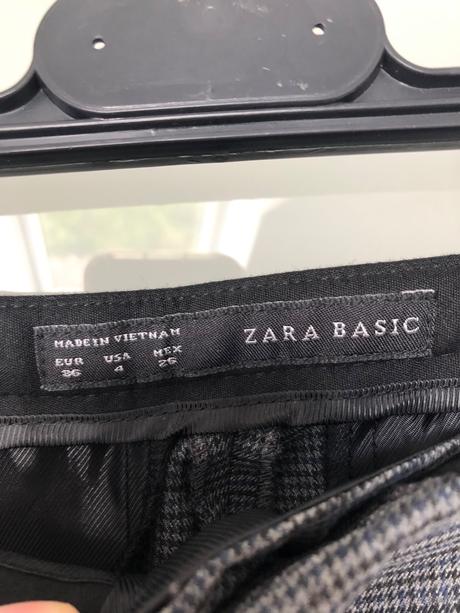 MADE IN VIETNAM
EUR USA MEX
36 4 26
ZARA BASIC